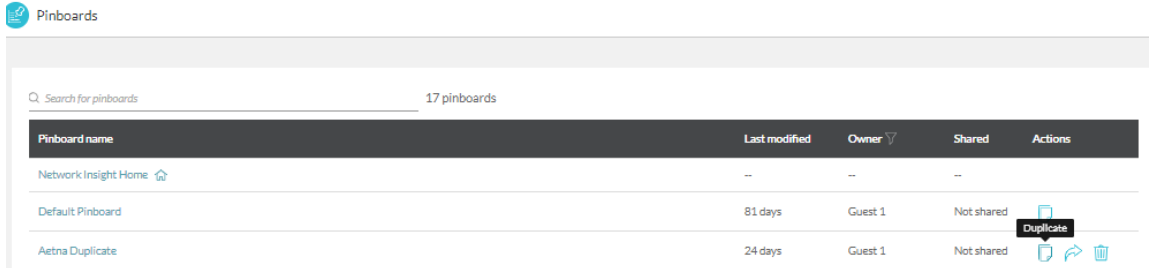 Pinboards
Search for pinboards 17 pinboards
Pinboard name Last modified Owner Shared Actions
Network Insight Home -- -- --
Default Pinboard 81 days Guest 1 Not shared
Duplicate
Aetna Duplicate 24 days Guest 1 Not shared